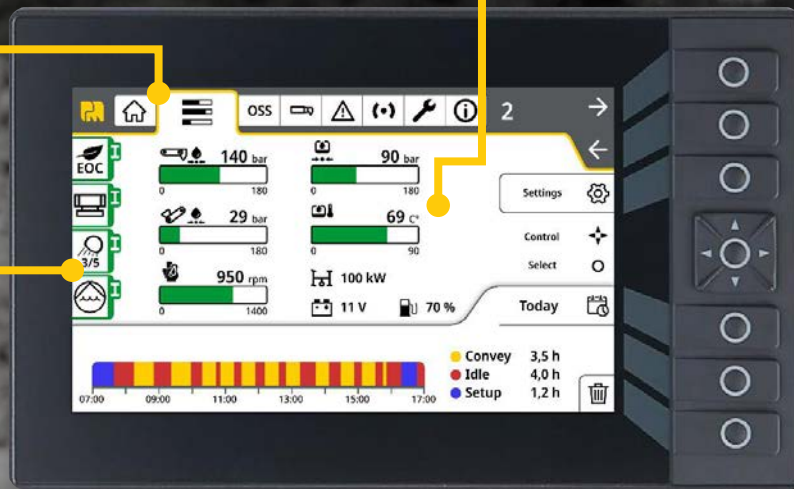 OSS 2
EOC
140 bar 90 bar
0 180 0 180
29 bar 69 C°
0 180 0 90
3/5
950 rpm 100 kW
0 1400 11 V 70 %
Settings
Control
Select
Today
Convey 3,5 h
Idle 4,0 h
Setup 1,2 h
07:00 09:00 11:00 13:00 15:00 17:00